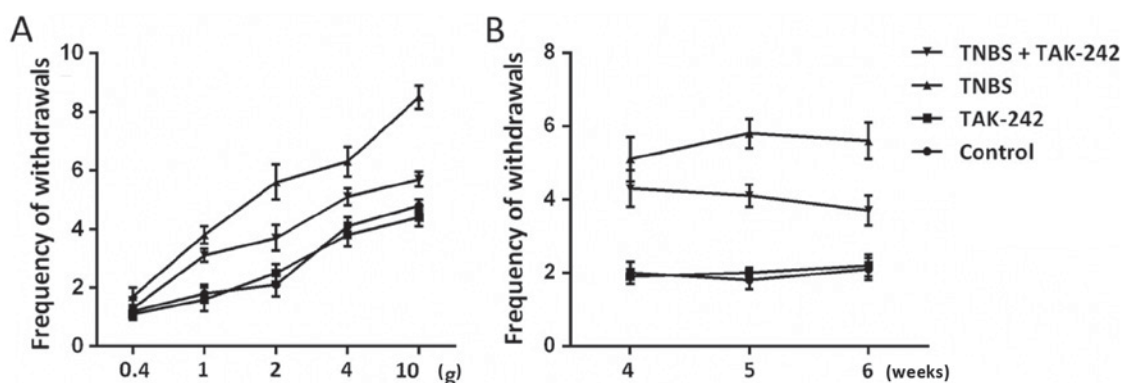 A
Frequency of withdrawals
10
8
6
4
2
0
0.4 1 2 4 10 (g)
B
Frequency of withdrawals
8
6
4
2
0
4 5 6 (weeks)
TNBS + TAK-242
TNBS
TAK-242
Control